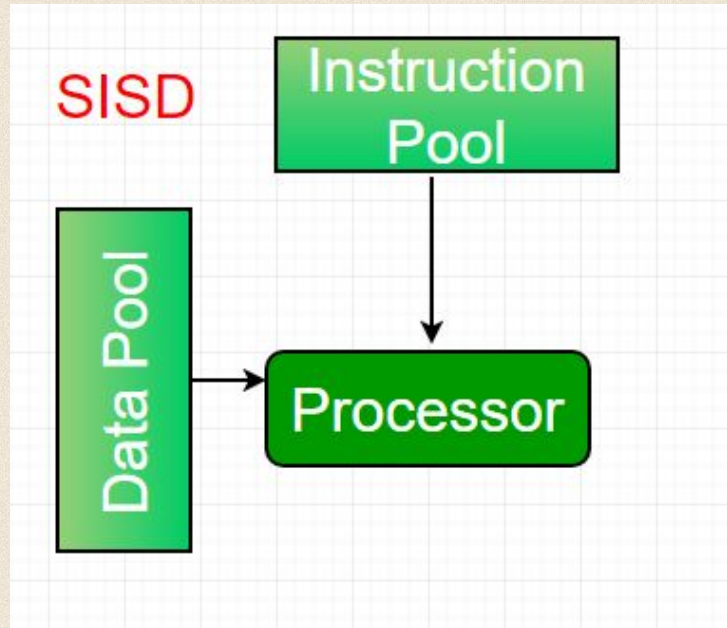 SISD
Instruction
Pool
Data Pool
Processor